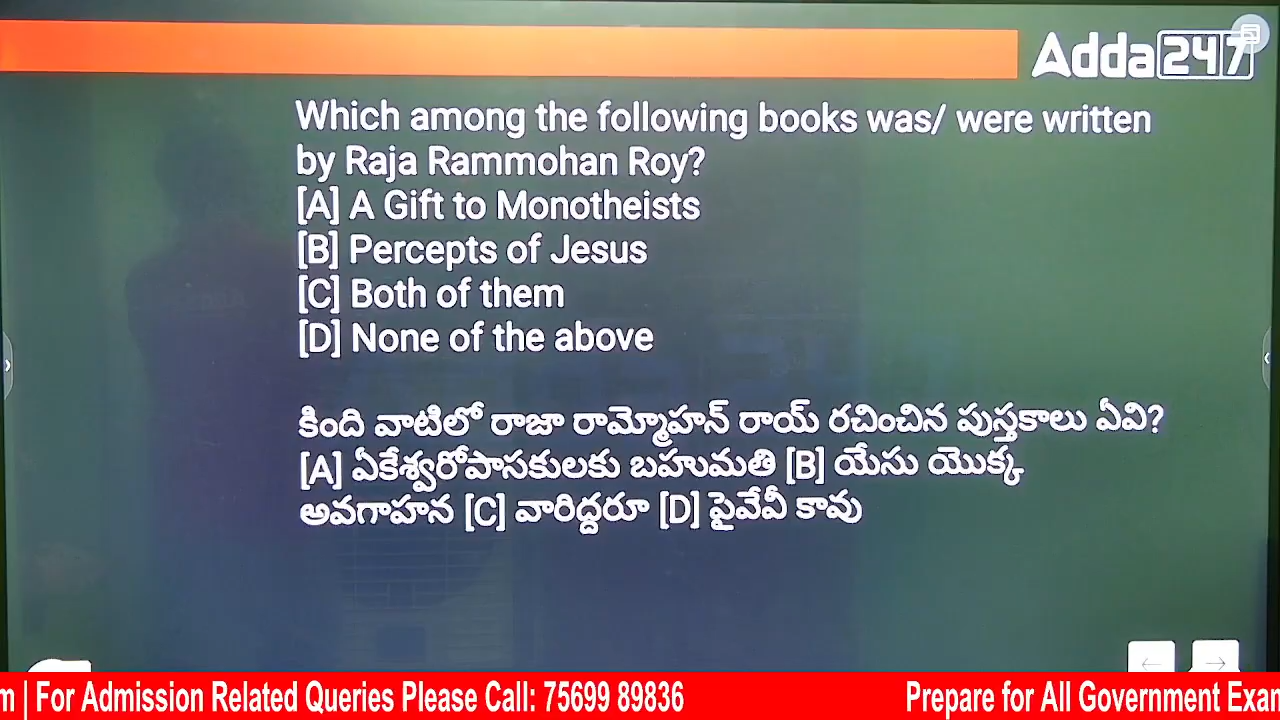 Adda247
Which among the following books was/ were written
by Raja Rammohan Roy?
[A] A Gift to Monotheists
[B] Percepts of Jesus
[C] Both of them
[D] None of the above
కింది వాటిలో రాజా రామ్మోహన్ రాయ్ రచించిన పుస్తకాలు ఏవి?
[A] ఏకేశ్వరోపాసకులకు బహుమతి [B] యేసు యొక్క
అవగాహన [C] వారిద్దరూ [D] పైవేవీ కావు
m | For Admission Related Queries Please Call: 75699 89836
Prepare for All Government Exan